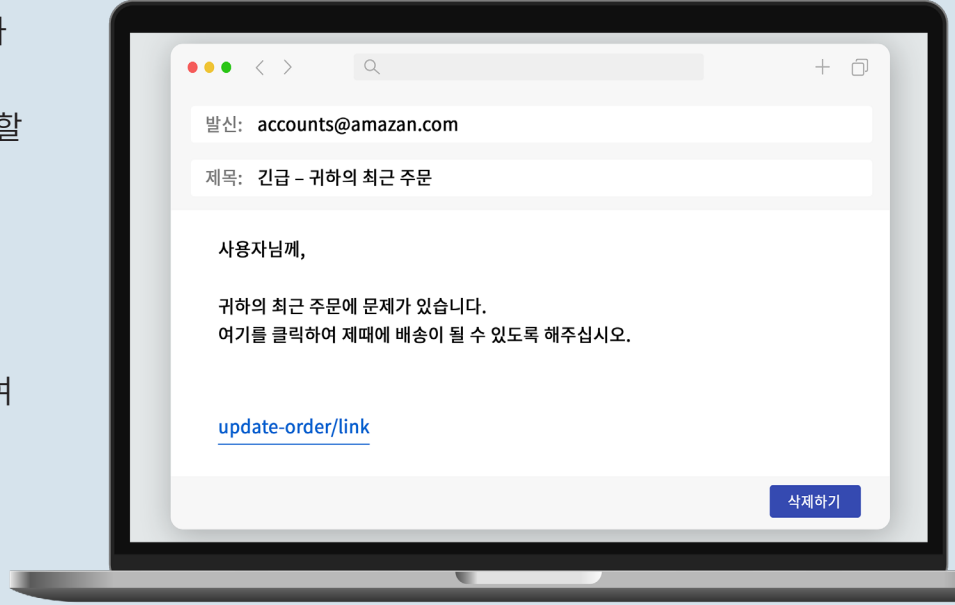 할
발신: accounts@amazan.com
제목: 긴급 – 귀하의 최근 주문
사용자님께,
귀하의 최근 주문에 문제가 있습니다.
여기를 클릭하여 제때에 배송이 될 수 있도록 해주십시오.
update-order/link
삭제하기